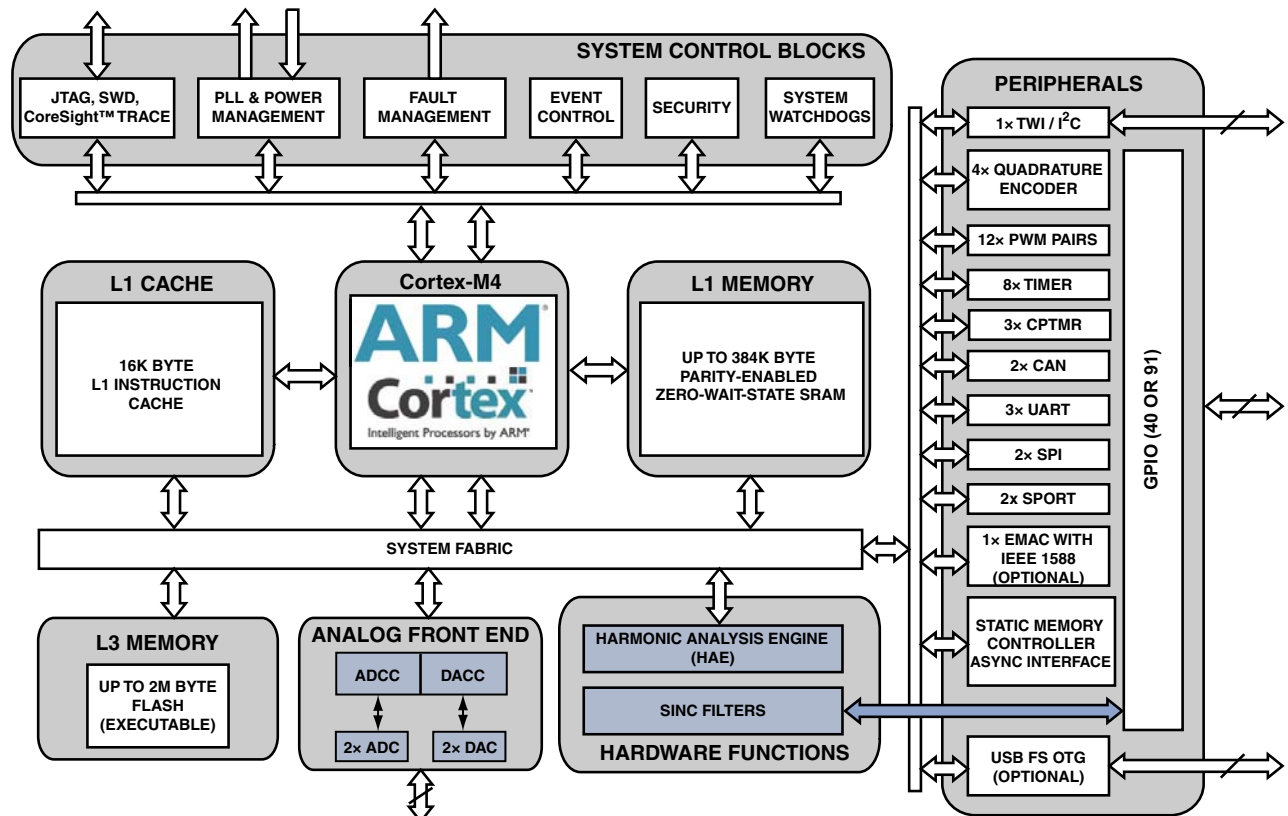 SYSTEM CONTROL BLOCKS
JTAG, SWD,
CoreSight™ TRACE
PLL & POWER
MANAGEMENT
FAULT
MANAGEMENT
EVENT
CONTROL
SECURITY
SYSTEM
WATCHDOGS
L1 CACHE
16K BYTE
L1 INSTRUCTION
CACHE
Cortex-M4
ARM®
Cortex™
Intelligent Processors by ARM®
L1 MEMORY
UP TO 384K BYTE
PARITY-ENABLED
ZERO-WAIT-STATE SRAM
SYSTEM FABRIC
L3 MEMORY
UP TO 2M BYTE
FLASH
(EXECUTABLE)
ANALOG FRONT END
ADCC
DACC
2× ADC
2× DAC
HARMONIC ANALYSIS ENGINE
(HAE)
SINC FILTERS
HARDWARE FUNCTIONS
PERIPHERALS
1× TWI / I²C
4× QUADRATURE
ENCODER
12× PWM PAIRS
8× TIMER
3× CPTMR
2× CAN
3× UART
2× SPI
2x SPORT
1× EMAC WITH
IEEE 1588
(OPTIONAL)
STATIC MEMORY
CONTROLLER
ASYNC INTERFACE
USB FS OTG
(OPTIONAL)
GPIO (40 OR 91)